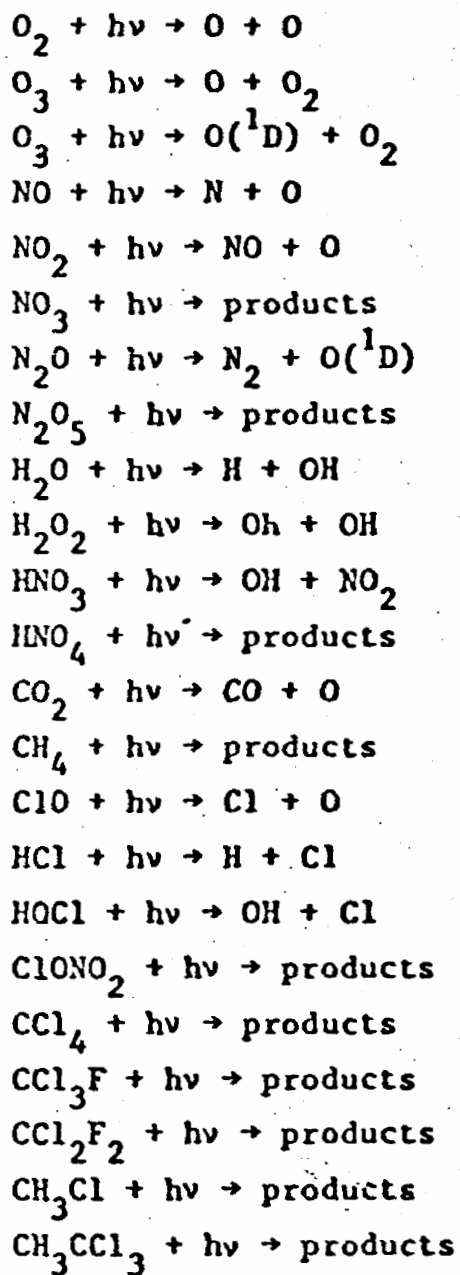 O₂ + hν → O + O
O₃ + hν → O + O₂
O₃ + hν → O(¹D) + O₂
NO + hν → N + O
NO₂ + hν → NO + O
NO₃ + hν → products
N₂O + hν → N₂ + O(¹D)
N₂O₅ + hν → products
H₂O + hν → H + OH
H₂O₂ + hν → Oh + OH
HNO₃ + hν → OH + NO₂
HNO₄ + hν → products
CO₂ + hν → CO + O
CH₄ + hν → products
ClO + hν → Cl + O
HCl + hν → H + Cl
HOCl + hν → OH + Cl
ClONO₂ + hν → products
CCl₄ + hν → products
CCl₃F + hν → products
CCl₂F₂ + hν → products
CH₃Cl + hν → products
CH₃CCl₃ + hν → products